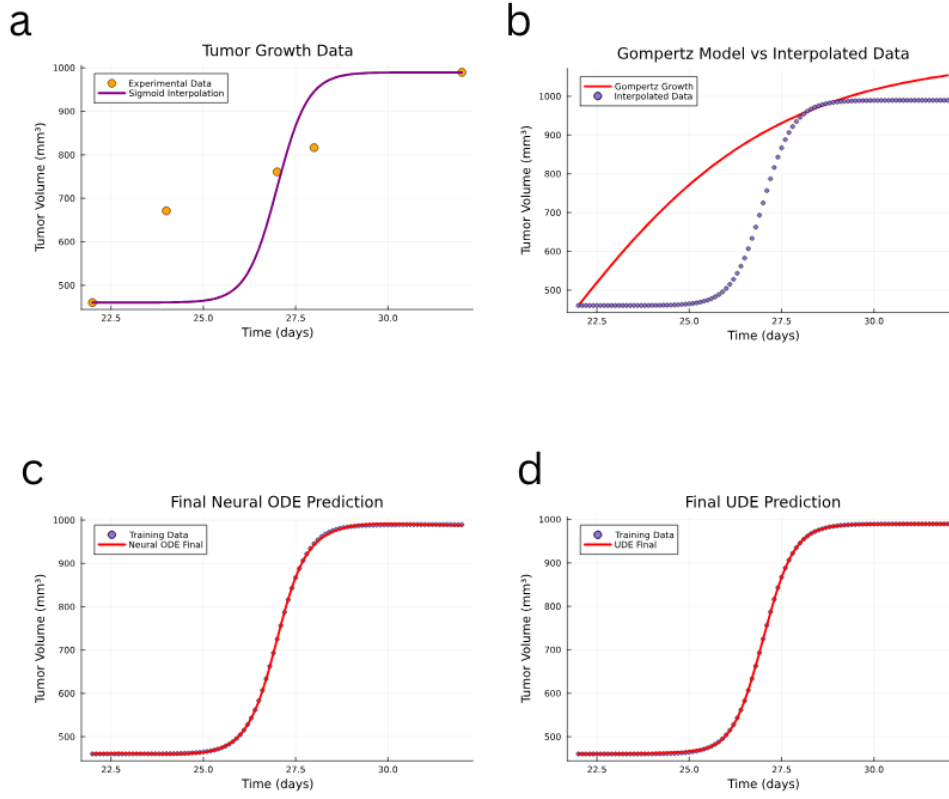 a
Tumor Growth Data
Experimental Data
Sigmoid Interpolation
Tumor Volume (mm³)
1000
900
800
700
600
500
22.5 25.0 27.5 30.0
Time (days)
b
Gompertz Model vs Interpolated Data
Gompertz Growth
Interpolated Data
Tumor Volume (mm³)
1000
900
800
700
600
500
22.5 25.0 27.5 30.0
Time (days)
c
Final Neural ODE Prediction
Training Data
Neural ODE Final
Tumor Volume (mm³)
1000
900
800
700
600
500
22.5 25.0 27.5 30.0
Time (days)
d
Final UDE Prediction
Training Data
UDE Final
Tumor Volume (mm³)
1000
900
800
700
600
500
22.5 25.0 27.5 30.0
Time (days)